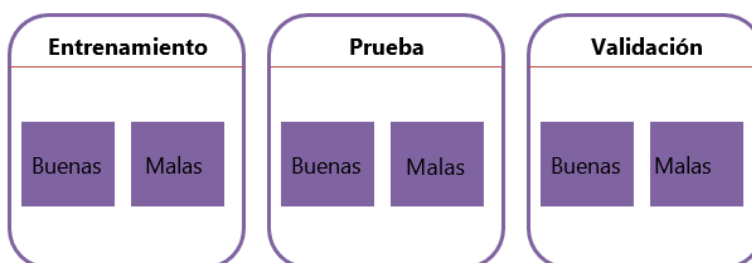 Entrenamiento
Prueba
Validación
Buenas
Malas
Buenas
Malas
Buenas
Malas